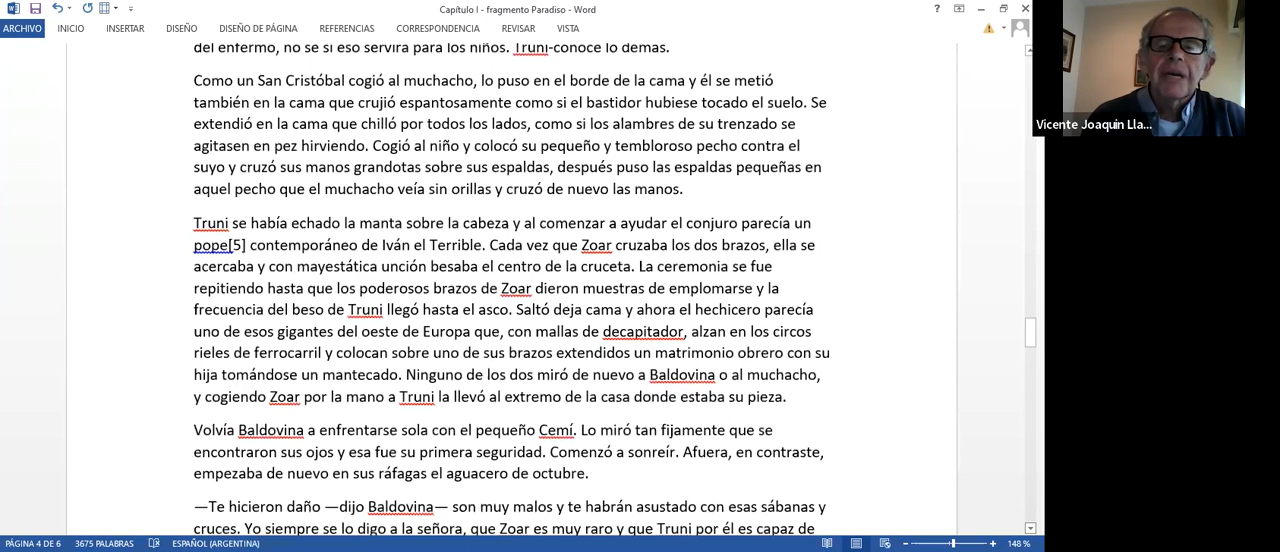 Capítulo I - fragmento Paradiso - Word
ARCHIVO INICIO INSERTAR DISEÑO DISEÑO DE PÁGINA REFERENCIAS CORRESPONDENCIA REVISAR VISTA
Vicente Joaquin Lla...
del enfermo, no sé si eso servirá para los niños. Truni-conoce lo demás.
Como un San Cristóbal cogió al muchacho, lo puso en el borde de la cama y él se metió
también en la cama que crujió espantosamente como si el bastidor hubiese tocado el suelo. Se
extendió en la cama que chilló por todos los lados, como si los alambres de su trenzado se
agitasen en pez hirviendo. Cogió al niño y colocó su pequeño y tembloroso pecho contra el
suyo y cruzó sus manos grandotas sobre sus espaldas, después puso las espaldas pequeñas en
aquel pecho que el muchacho veía sin orillas y cruzó de nuevo las manos.
Truni se había echado la manta sobre la cabeza y al comenzar a ayudar el conjuro parecía un
pope[5] contemporáneo de Iván el Terrible. Cada vez que Zoar cruzaba los dos brazos, ella se
acercaba y con mayestática unción besaba el centro de la cruceta. La ceremonia se fue
repitiendo hasta que los poderosos brazos de Zoar dieron muestras de emplomarse y la
frecuencia del beso de Truni llegó hasta el asco. Saltó deja cama y ahora el hechicero parecía
uno de esos gigantes del oeste de Europa que, con mallas de decapitador, alzan en los circos
rieles de ferrocarril y colocan sobre uno de sus brazos extendidos un matrimonio obrero con su
hija tomándose un mantecado. Ninguno de los dos miró de nuevo a Baldovina o al muchacho,
y cogiendo Zoar por la mano a Truni la llevó al extremo de la casa donde estaba su pieza.
Volvía Baldovina a enfrentarse sola con el pequeño Cemí. Lo miró tan fijamente que se
encontraron sus ojos y esa fue su primera seguridad. Comenzó a sonreír. Afuera, en contraste,
empezaba de nuevo en sus ráfagas el aguacero de octubre.
—Te hicieron daño —dijo Baldovina— son muy malos y te habrán asustado con esas sábanas y
cruces. Yo siempre se lo digo a la señora, que Zoar es muy raro y que Truni por él es capaz de
PÁGINA 4 DE 6 3675 PALABRAS ESPAÑOL (ARGENTINA) 148 %